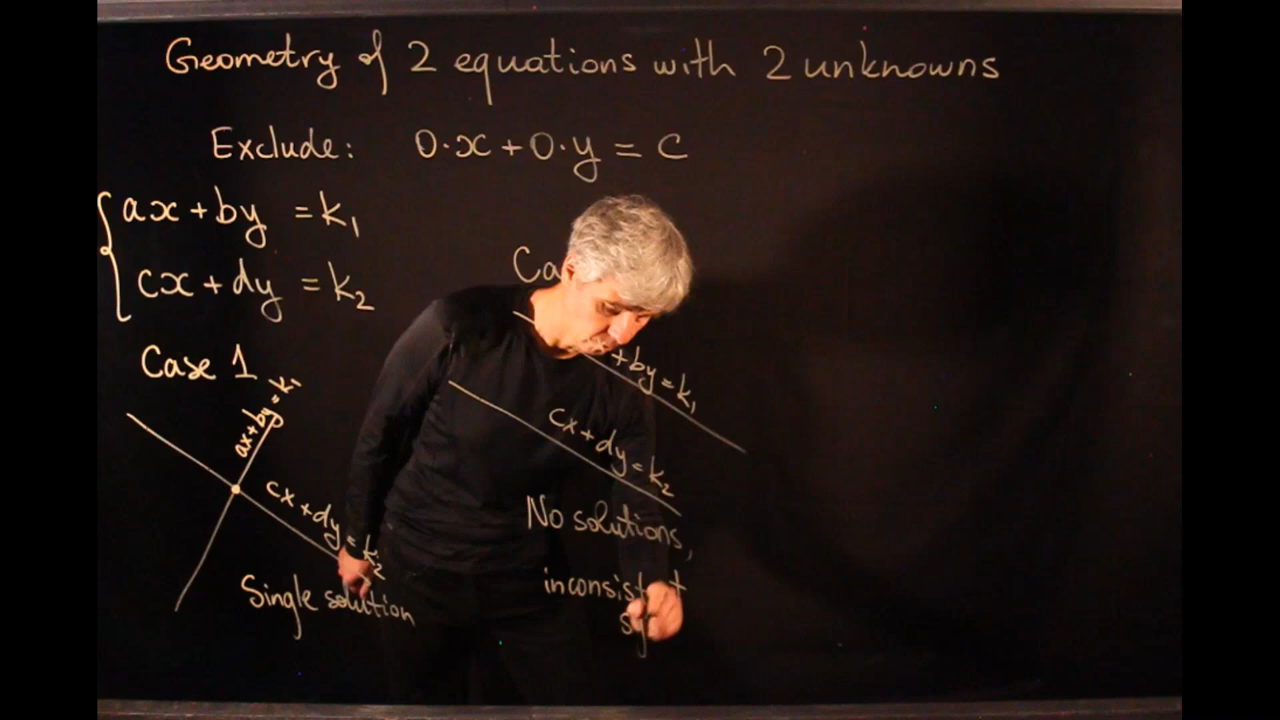 Geometry of 2 equations with 2 unknowns
Exclude: 0·x + 0·y = c
ax + by = k₁
cx + dy = k₂
Case 1
ax + by = k₁
cx + dy = k₂
Single solution
+ by = k₁
cx + dy = k₂
No solutions,